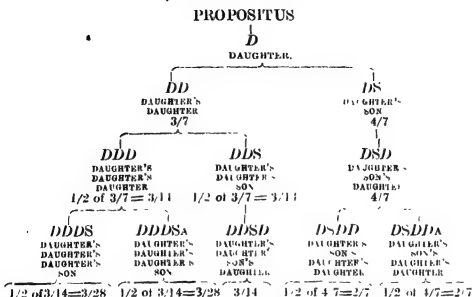 PROPOSITUS
D
DAUGHTER.
DD DS
DAUGHTER'S DAUGHTER'S
DAUGHTER SON
3/7 4/7
DDD DDS DSD
DAUGHTER'S DAUGHTER'S DAUGHTER
DAUGHTER'S DAUGHTER'S SON'S
DAUGHTER SON DAUGHTER
1/2 of 3/7=3/14 1/2 of 3/7=3/14 4/7
DDDS DDDSA DDSD DSDD DSDDA
DAUGHTER'S DAUGHTER'S DAUGHTER'S DAUGHTER'S DAUGHTER'S
DAUGHTER'S DAUGHTER'S DAUGHTER'S SON'S SON'S
DAUGHTER'S DAUGHTER'S SON'S DAUGHTER'S DAUGHTER'S
SON SON DAUGHTER DAUGHTER DAUGHTER
1/2 of 3/14=3/28 1/2 of 3/14=3/28 3/14 1/2 of 4/7=2/7 1/2 of 4/7=2/7